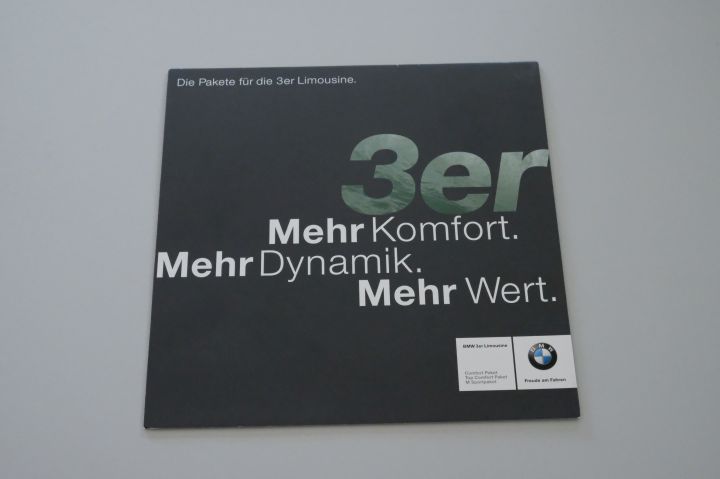 Die Pakete für die 3er Limousine.
3er
Mehr Komfort.
Mehr Dynamik.
Mehr Wert.
BMW 3er Limousine
Comfort Paket
Top Comfort Paket
M Sportpaket
BMW
Freude am Fahren